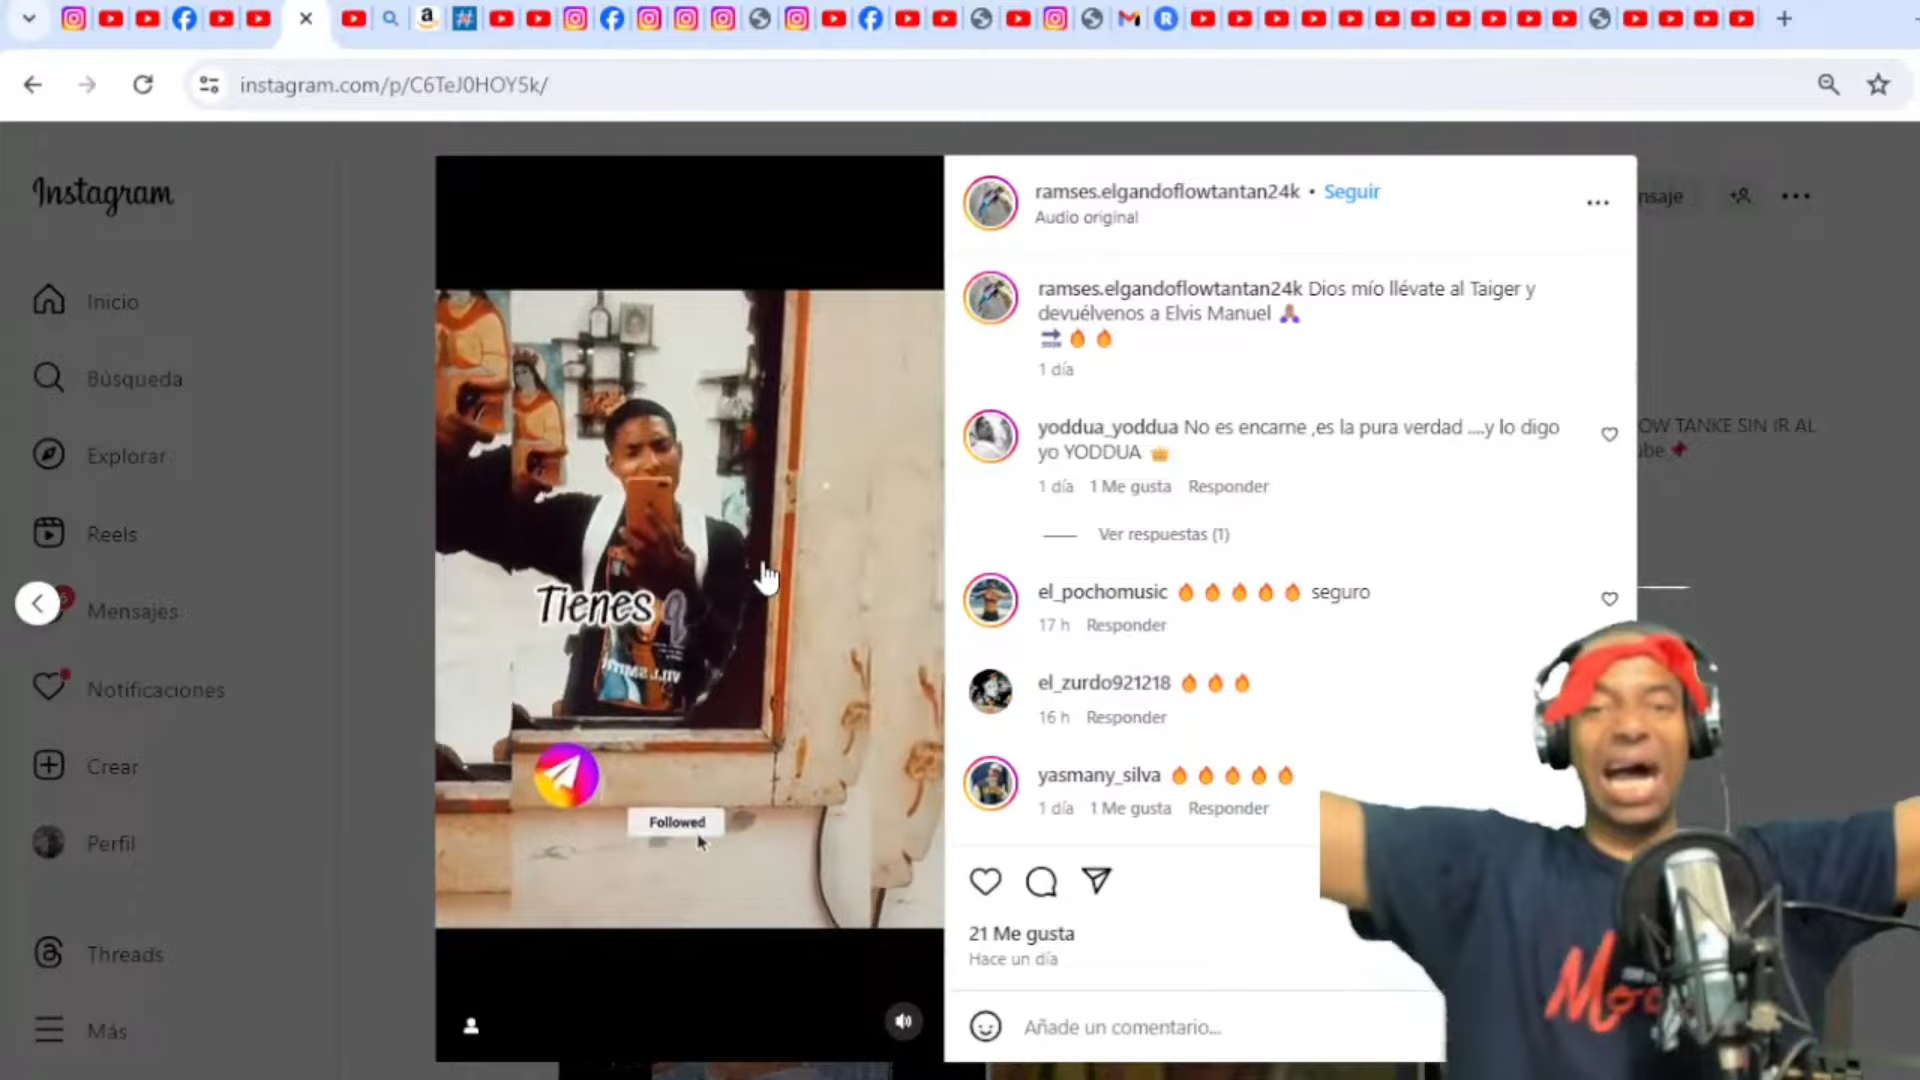 instagram.com/p/C6TeJ0HOY5k/
Instagram
Inicio
Búsqueda
Explorar
Reels
Mensajes
Notificaciones
Crear
Perfil
Threads
Más
Tienes
Followed
ramses.elgandoflowtantan24k • Seguir
Audio original
ramses.elgandoflowtantan24k Dios mío llévate al Taiger y
devuélvenos a Elvis Manuel 🙏🏽
🔜 🔥 🔥
1 día
yoddua_yoddua No es encarne ,es la pura verdad ....y lo digo
yo YODDUA 👑
1 día 1 Me gusta Responder
Ver respuestas (1)
el_pochomusic 🔥 🔥 🔥 🔥 🔥 seguro
17 h Responder
el_zurdo921218 🔥 🔥 🔥
16 h Responder
yasmany_silva 🔥 🔥 🔥 🔥 🔥
1 día 1 Me gusta Responder
21 Me gusta
Hace un día
Añade un comentario...
nsaje
OW TANKE SIN IR AL
ube 📌